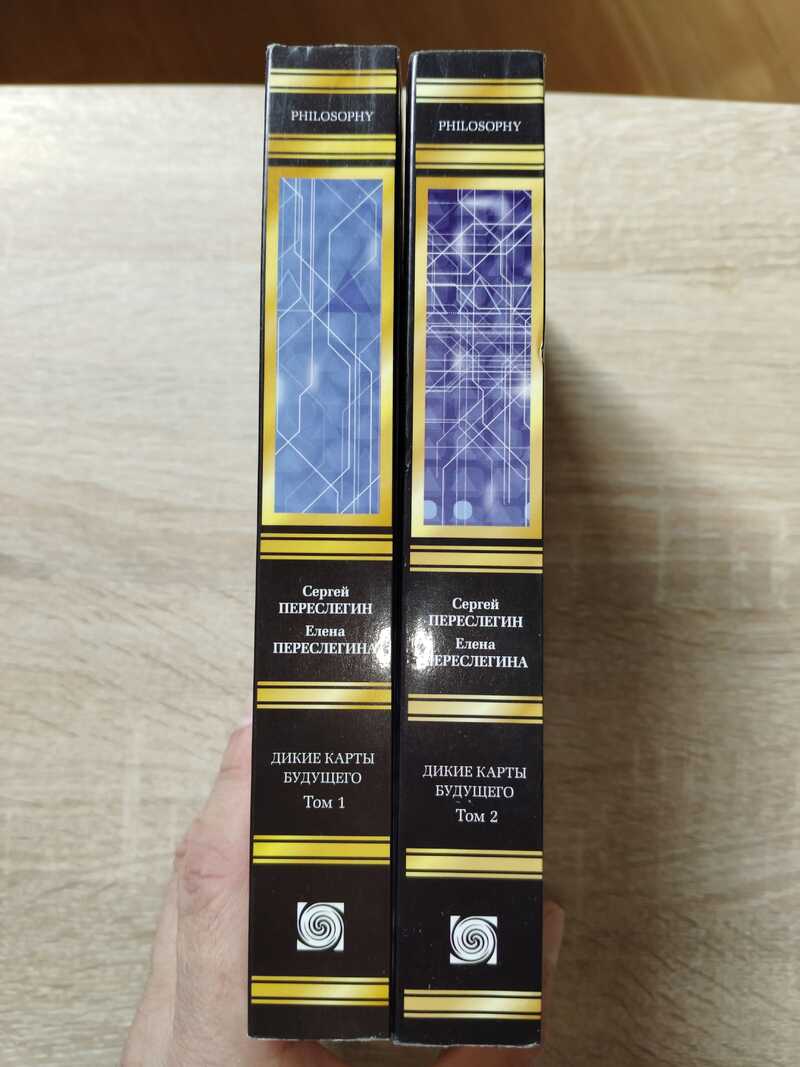 PHILOSOPHY
Сергей
ПЕРЕСЛЕГИН
Елена
ПЕРЕСЛЕГИНА
ДИКИЕ КАРТЫ
БУДУЩЕГО
Том 1
PHILOSOPHY
Сергей
ПЕРЕСЛЕГИН
Елена
ПЕРЕСЛЕГИНА
ДИКИЕ КАРТЫ
БУДУЩЕГО
Том 2